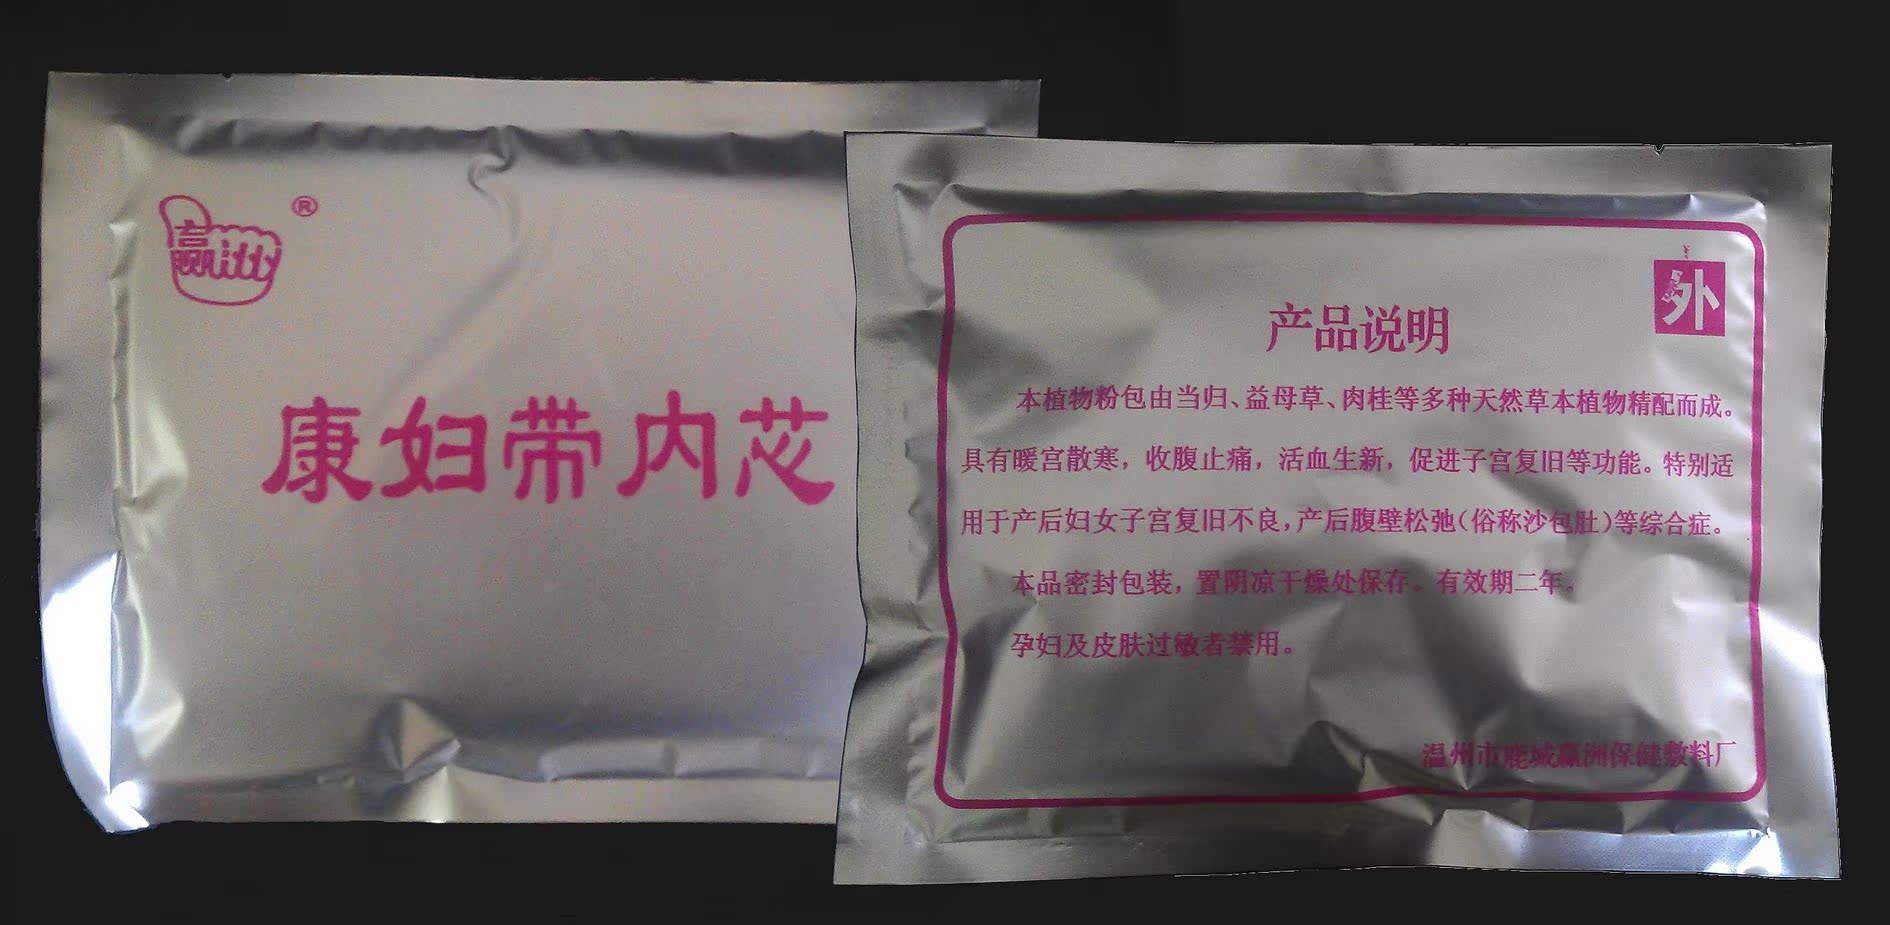 赢洲
®
康妇带内芯
外
产品说明
本植物粉包由当归、益母草、肉桂等多种天然草本植物精配而成。
具有暖宫散寒，收腹止痛，活血生新，促进子宫复旧等功能。特别适
用于产后妇女子宫复旧不良，产后腹壁松弛（俗称沙包肚）等综合症。
本品密封包装，置阴凉干燥处保存。有效期二年。
孕妇及皮肤过敏者禁用。
温州市鹿城赢洲保健敷料厂